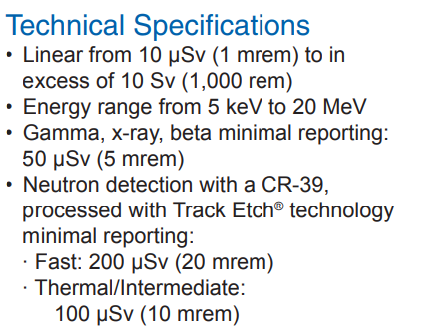 Technical Specifications
• Linear from 10 µSv (1 mrem) to in
excess of 10 Sv (1,000 rem)
• Energy range from 5 keV to 20 MeV
• Gamma, x-ray, beta minimal reporting:
50 µSv (5 mrem)
• Neutron detection with a CR-39,
processed with Track Etch® technology
minimal reporting:
· Fast: 200 µSv (20 mrem)
· Thermal/Intermediate:
100 µSv (10 mrem)